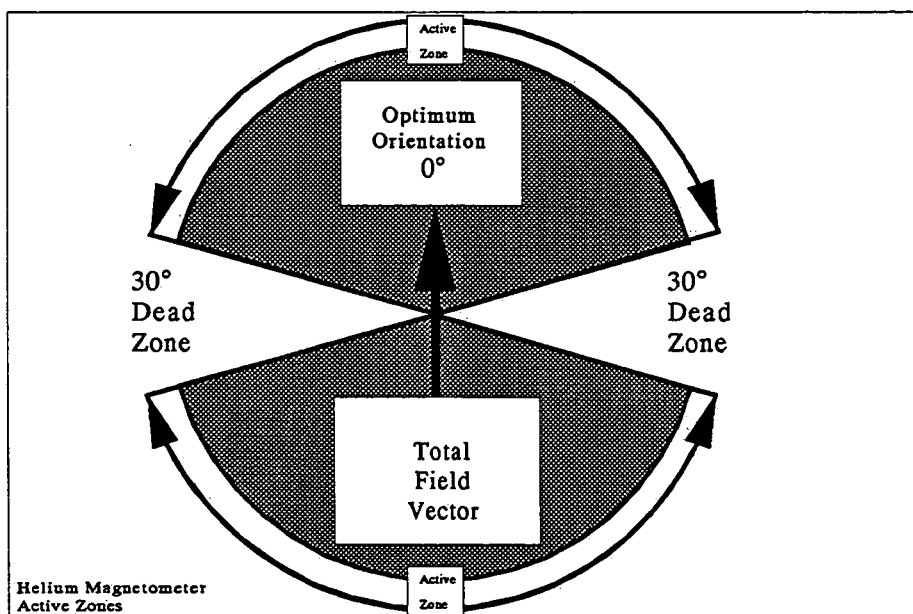 Active
Zone
Optimum
Orientation
0°
30°
Dead
Zone
30°
Dead
Zone
Total
Field
Vector
Active
Zone
Helium Magnetometer
Active Zones